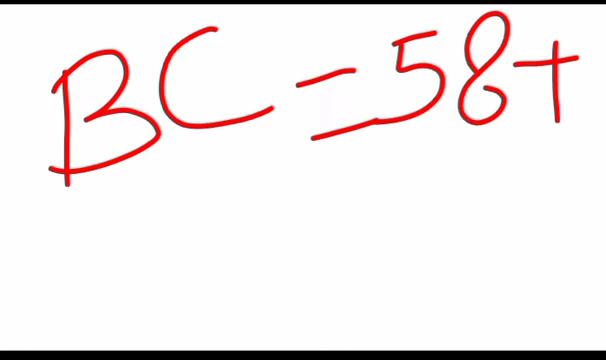 BC = 58+